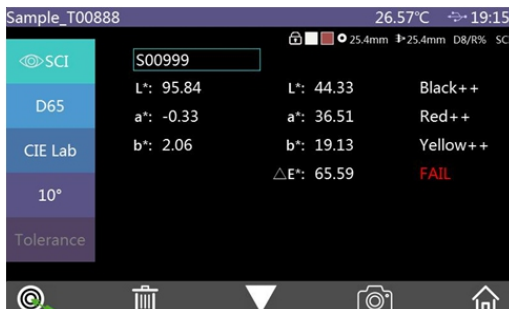 Sample_T00888 26.57℃ 19:15
25.4mm 25.4mm D8/R% SC
SCI
S00999
L*: 95.84 L*: 44.33 Black++
D65
a*: -0.33 a*: 36.51 Red++
CIE Lab
b*: 2.06 b*: 19.13 Yellow++
△E*: 65.59 FAIL
10°
Tolerance